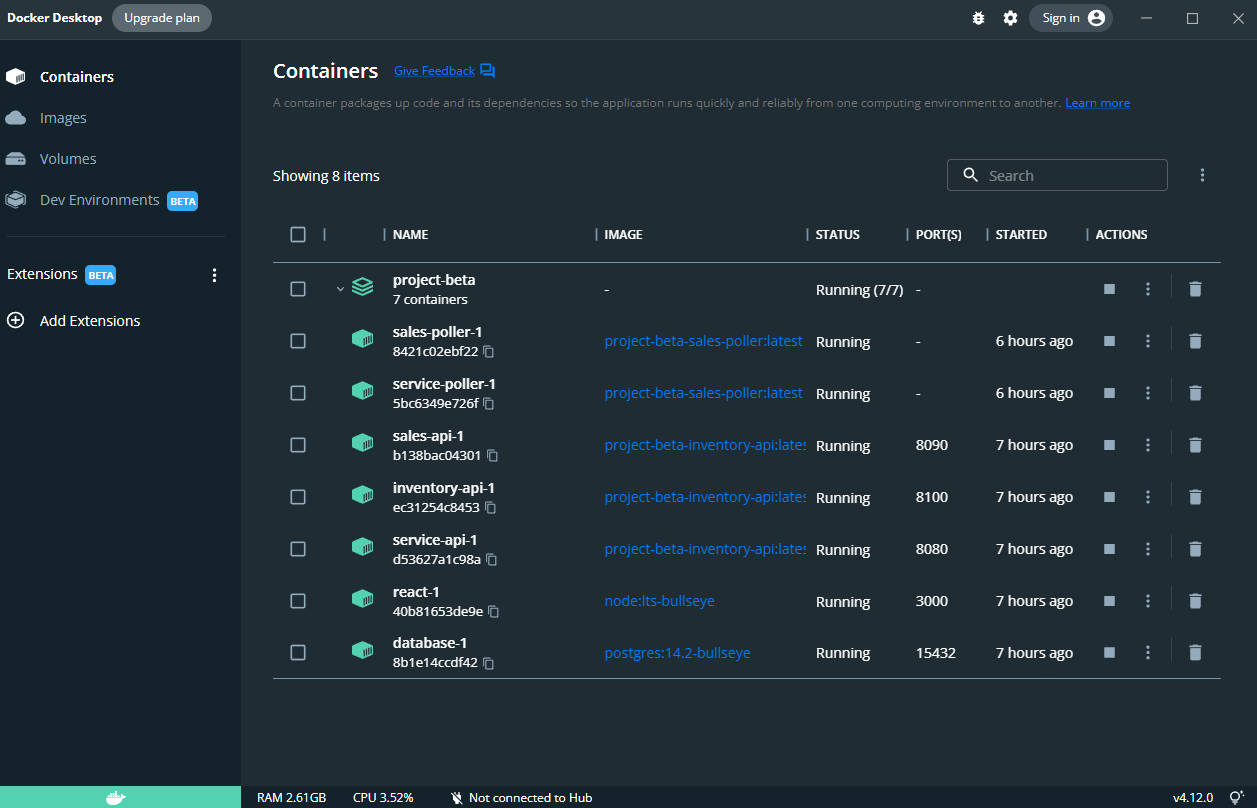 Docker Desktop Upgrade plan Sign in
Containers
Images
Volumes
Dev Environments BETA
Extensions BETA
Add Extensions
Containers Give Feedback
A container packages up code and its dependencies so the application runs quickly and reliably from one computing environment to another. Learn more
Showing 8 items Search
NAME IMAGE STATUS PORT(S) STARTED ACTIONS
project-beta
7 containers - Running (7/7) -
sales-poller-1
8421c02ebf22 project-beta-sales-poller:latest Running - 6 hours ago
service-poller-1
5bc6349e726f project-beta-sales-poller:latest Running - 6 hours ago
sales-api-1
b138bac04301 project-beta-inventory-api:lates Running 8090 7 hours ago
inventory-api-1
ec31254c8453 project-beta-inventory-api:lates Running 8100 7 hours ago
service-api-1
d53627a1c98a project-beta-inventory-api:lates Running 8080 7 hours ago
react-1
40b81653de9e node:lts-bullseye Running 3000 7 hours ago
database-1
8b1e14ccdf42 postgres:14.2-bullseye Running 15432 7 hours ago
RAM 2.61GB CPU 3.52% Not connected to Hub v4.12.0